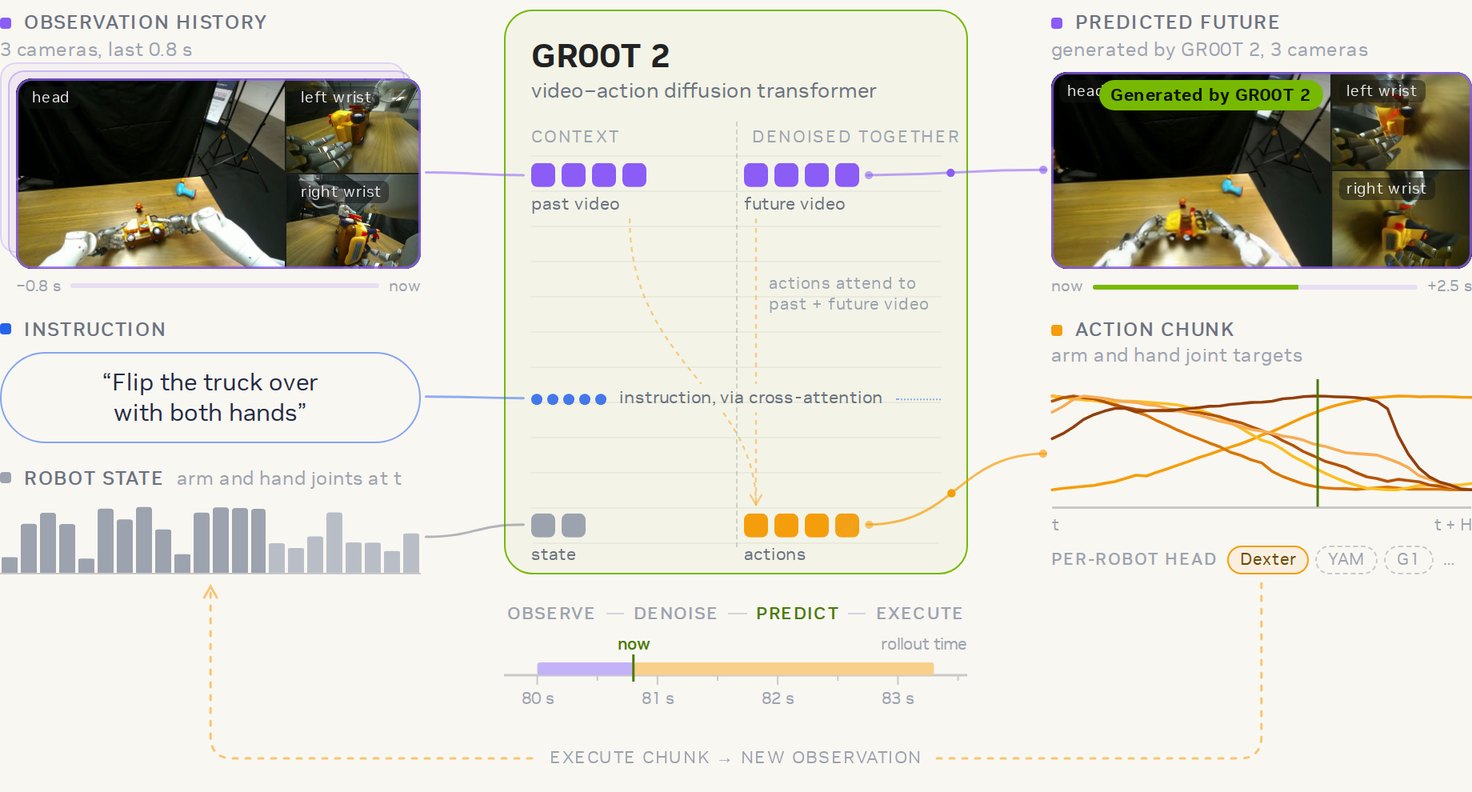 OBSERVATION HISTORY
3 cameras, last 0.8 s
head
left wrist
right wrist
−0.8 s
now
INSTRUCTION
“Flip the truck over
with both hands”
ROBOT STATE arm and hand joints at t
GR00T 2
video–action diffusion transformer
CONTEXT
DENOISED TOGETHER
past video
future video
actions attend to
past + future video
instruction, via cross-attention
state
actions
OBSERVE — DENOISE — PREDICT — EXECUTE
now
rollout time
80 s
81 s
82 s
83 s
EXECUTE CHUNK → NEW OBSERVATION
PREDICTED FUTURE
generated by GR00T 2, 3 cameras
head
Generated by GR00T 2
left wrist
right wrist
now
+2.5 s
ACTION CHUNK
arm and hand joint targets
t
t + H
PER-ROBOT HEAD Dexter YAM G1 ...